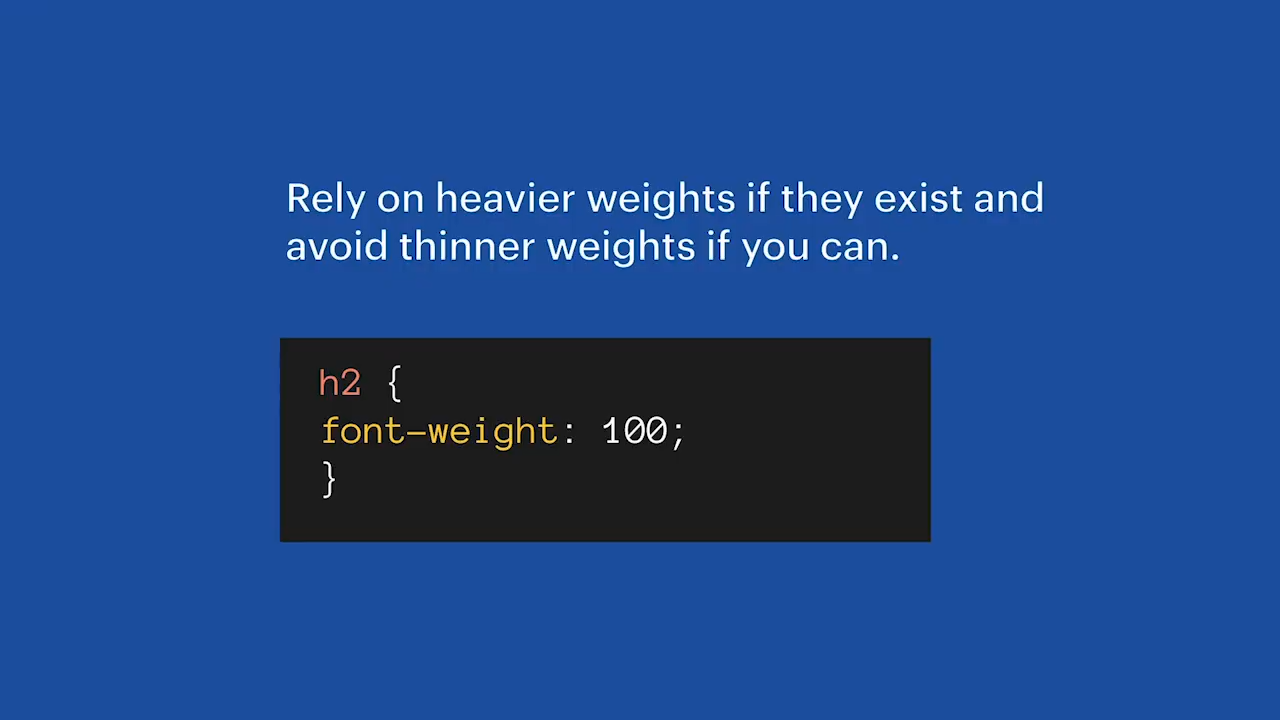 Rely on heavier weights if they exist and
avoid thinner weights if you can.
h2 {
font-weight: 100;
}